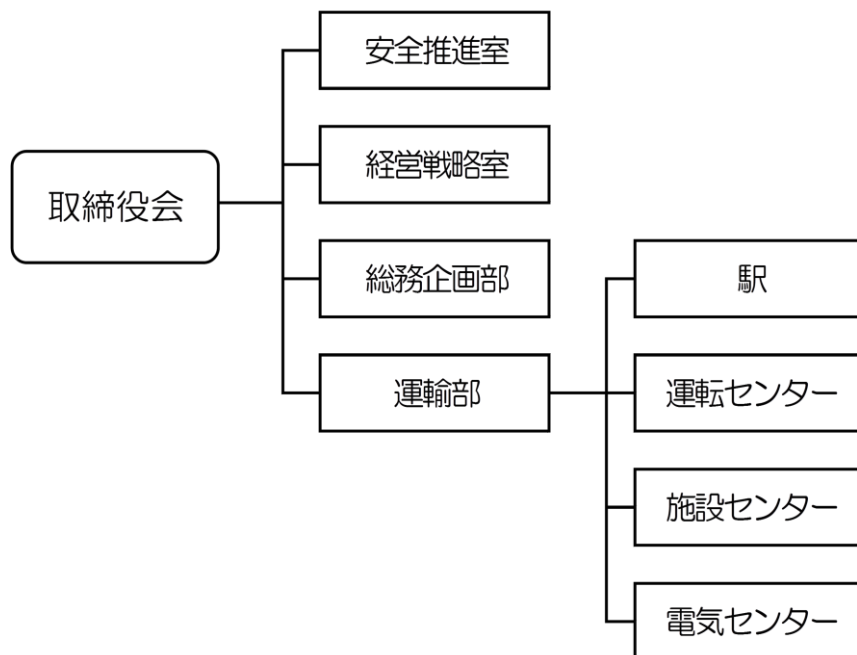 取締役会
安全推進室
経営戦略室
総務企画部
運輸部
駅
運転センター
施設センター
電気センター